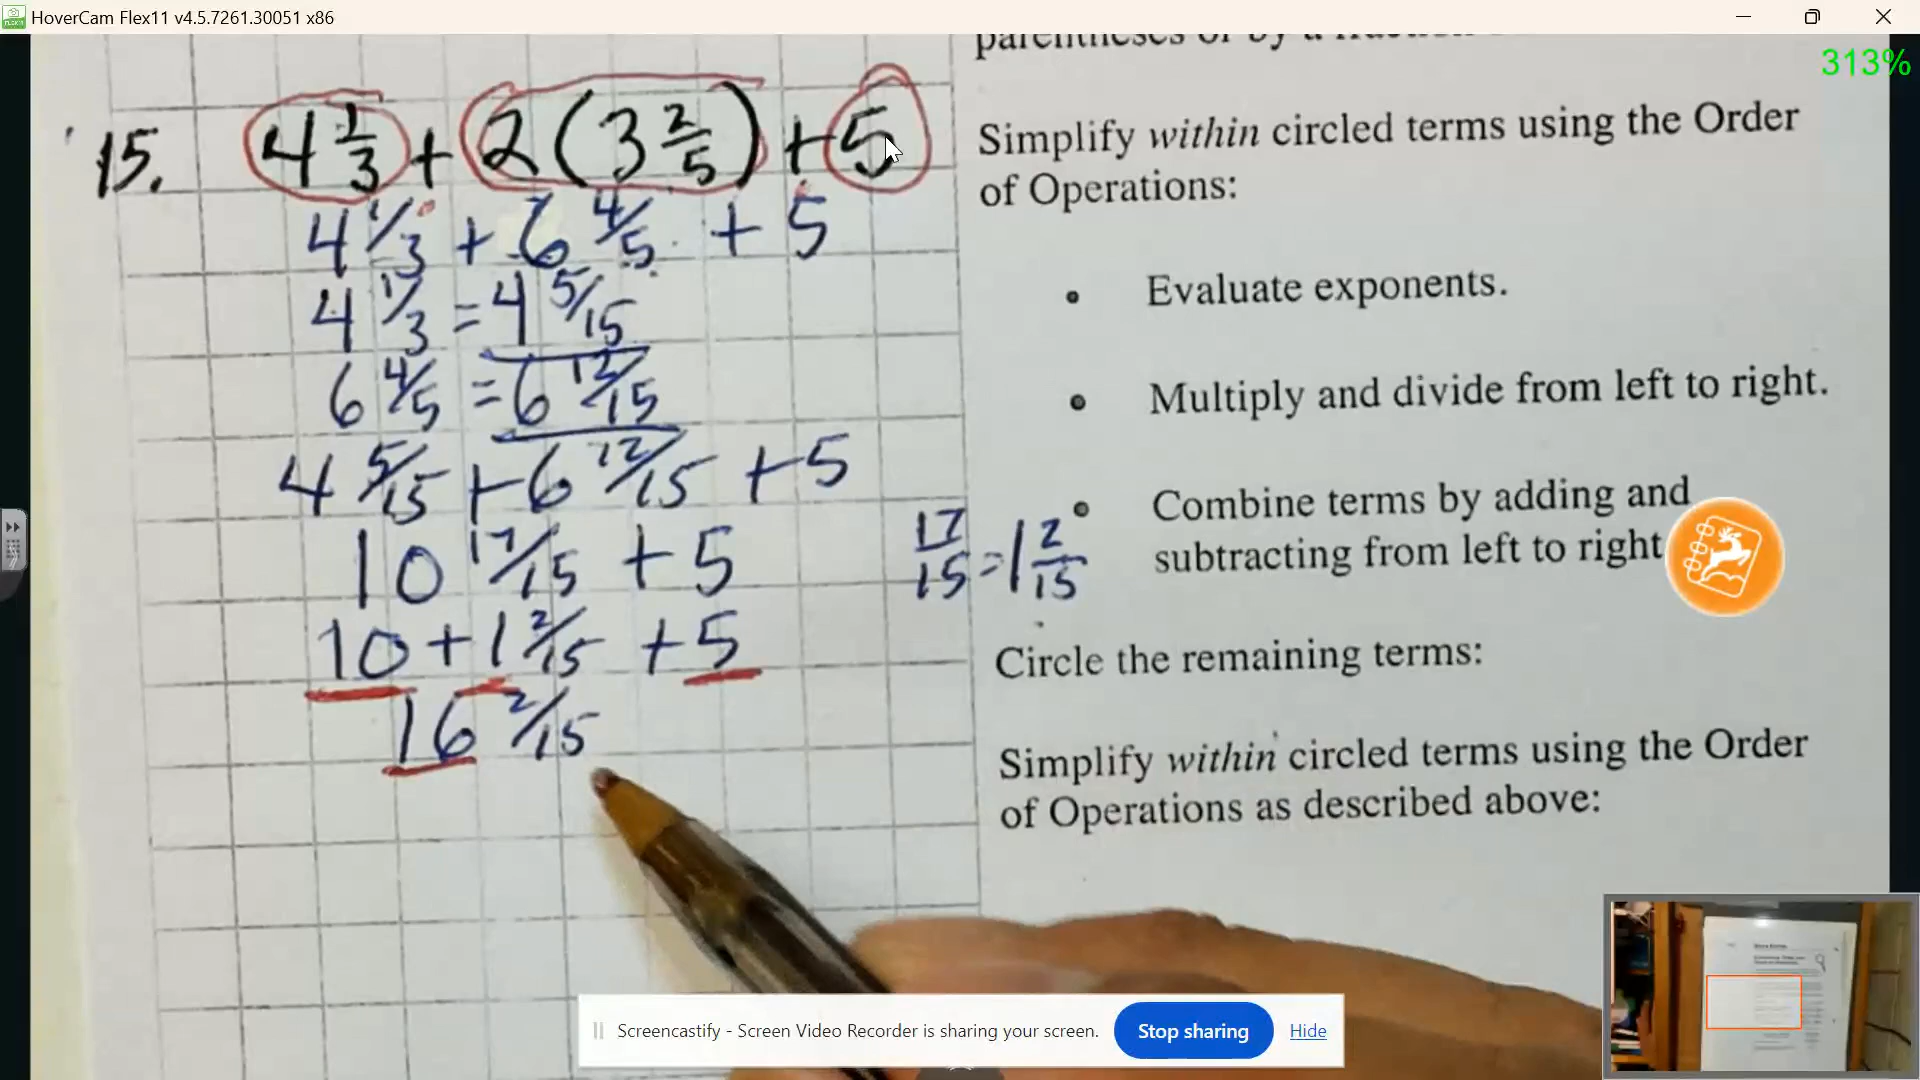 HoverCam Flex11 v4.5.7261.30051 x86
313%
15. 4 1/3 + 2 (3 2/5) + 5
4 1/3 + 6 4/5 + 5
4 1/3 = 4 5/15
6 4/5 = 6 12/15
4 5/15 + 6 12/15 + 5
10 17/15 + 5
17/15 = 1 2/15
10 + 1 2/15 + 5
16 2/15
Simplify within circled terms using the Order
of Operations:
• Evaluate exponents.
• Multiply and divide from left to right.
• Combine terms by adding and
subtracting from left to right
Circle the remaining terms:
Simplify within circled terms using the Order
of Operations as described above:
Screencastify - Screen Video Recorder is sharing your screen.
Stop sharing
Hide